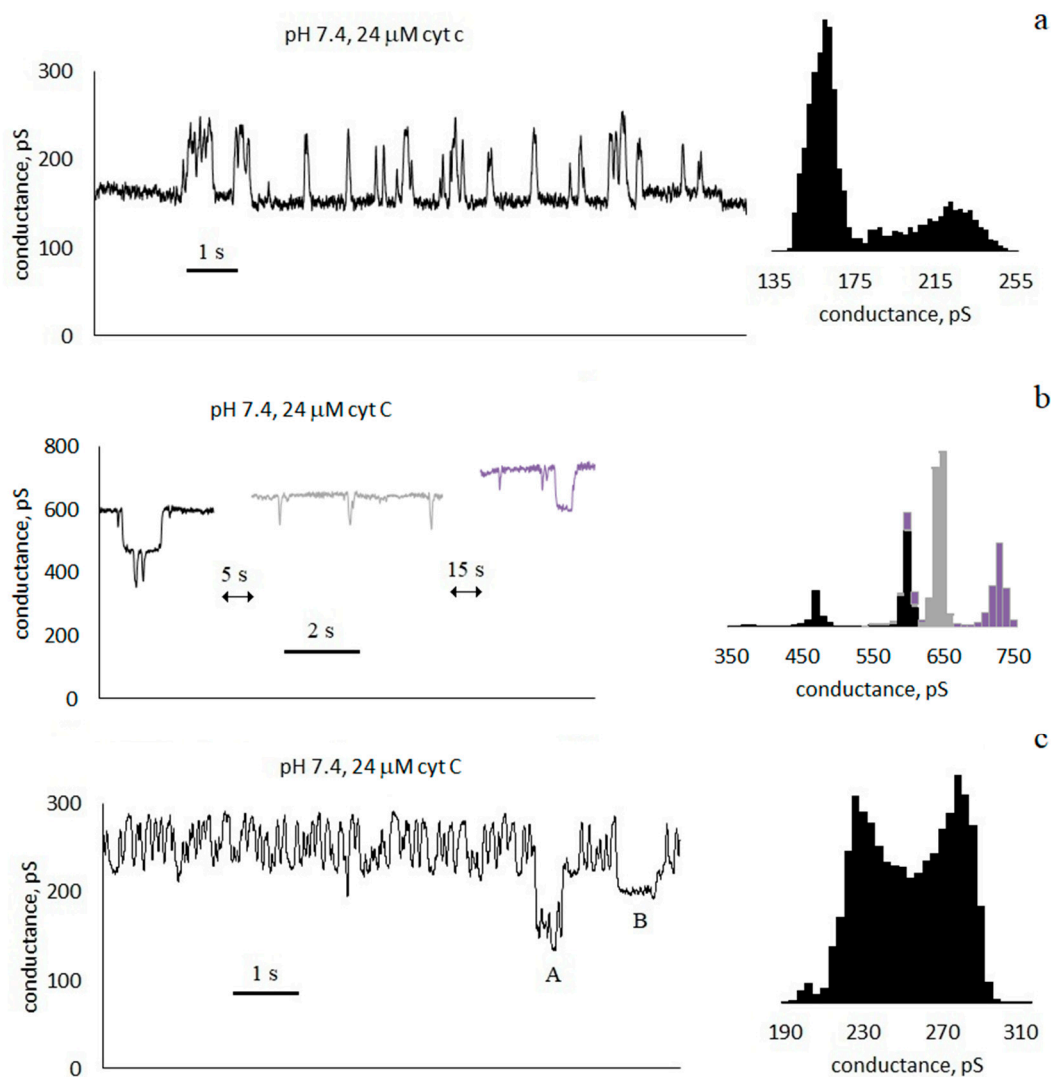 a
pH 7.4, 24 μM cyt c
300
200
100
0
conductance, pS
1 s
135 175 215 255
conductance, pS
b
pH 7.4, 24 μM cyt C
800
600
400
200
0
conductance, pS
5 s
15 s
2 s
350 450 550 650 750
conductance, pS
c
pH 7.4, 24 μM cyt C
300
200
100
0
conductance, pS
1 s
A
B
190 230 270 310
conductance, pS